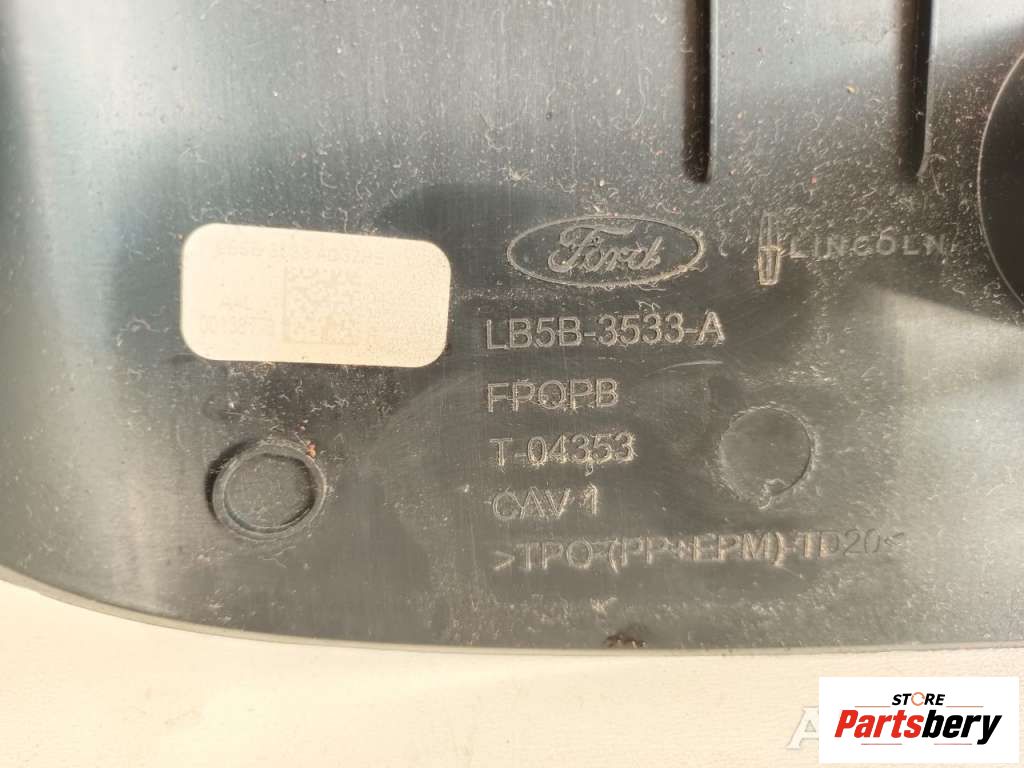 Ford
LINCOLN
LB5B-3533-A
FPOPB
T-04353
CAV 1
>TPO-(PP+EPM)-TD20<
STORE
Partsbery